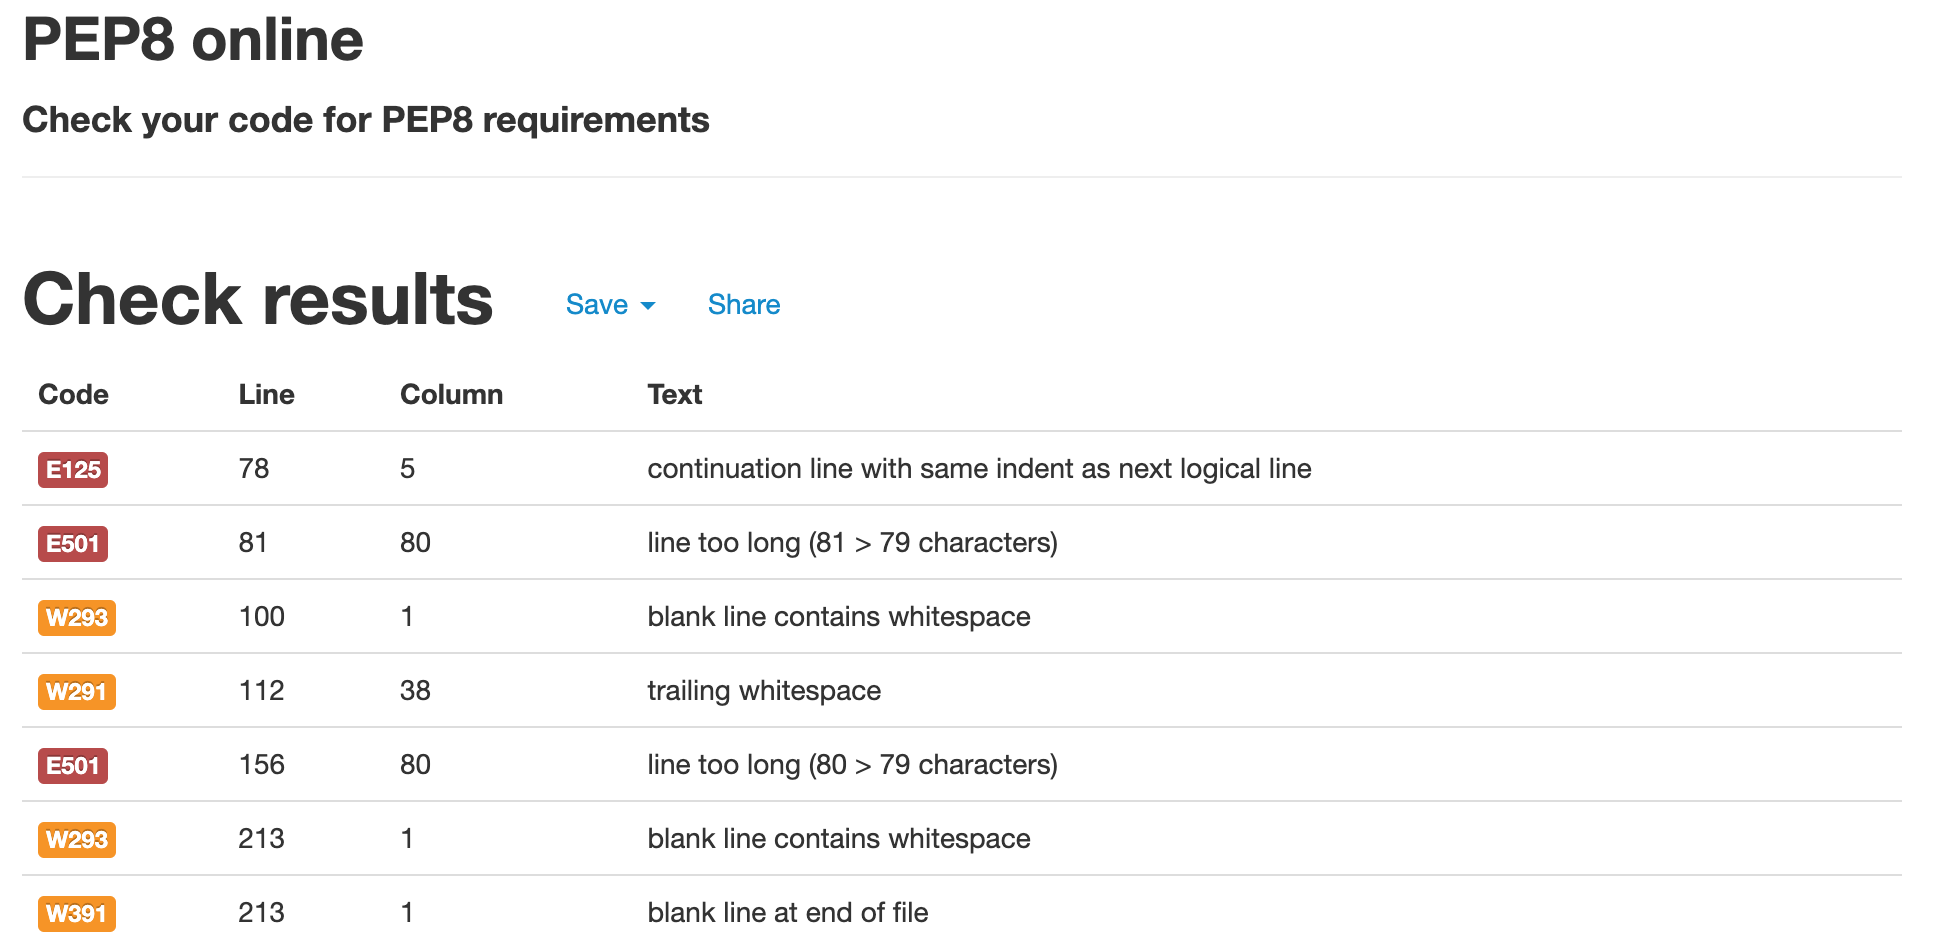 PEP8 online
Check your code for PEP8 requirements
Check results Save Share
Code Line Column Text
E125 78 5 continuation line with same indent as next logical line
E501 81 80 line too long (81 > 79 characters)
W293 100 1 blank line contains whitespace
W291 112 38 trailing whitespace
E501 156 80 line too long (80 > 79 characters)
W293 213 1 blank line contains whitespace
W391 213 1 blank line at end of file